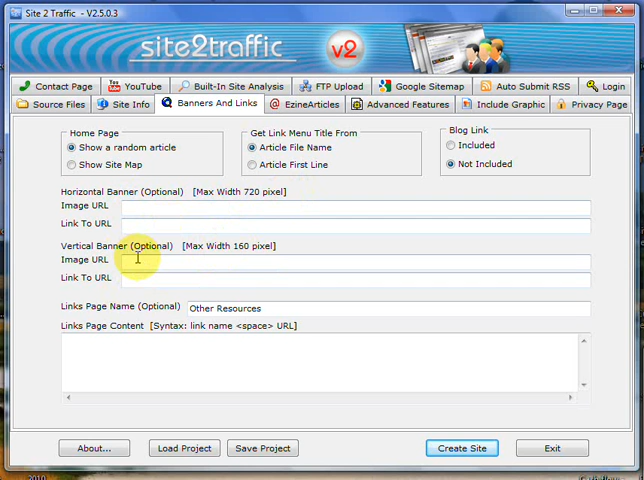 Site 2 Traffic - V2.5.0.3
site2traffic v2
Contact Page YouTube Built-In Site Analysis FTP Upload Google Sitemap Auto Submit RSS Login
Source Files Site Info Banners And Links EzineArticles Advanced Features Include Graphic Privacy Page
Home Page
Show a random article
Show Site Map
Get Link Menu Title From
Article File Name
Article First Line
Blog Link
Included
Not Included
Horizontal Banner (Optional) [Max Width 720 pixel]
Image URL
Link To URL
Vertical Banner (Optional) [Max Width 160 pixel]
Image URL
Link To URL
Links Page Name (Optional) Other Resources
Links Page Content [Syntax: link name <space> URL]
About... Load Project Save Project Create Site Exit